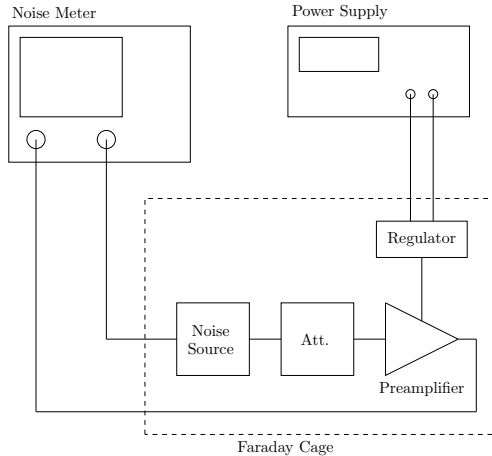 Noise Meter
Power Supply
Regulator
Noise
Source
Att.
Preamplifier
Faraday Cage